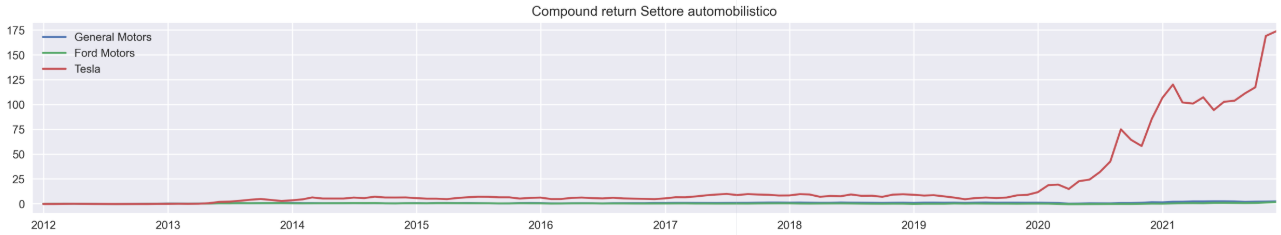 Compound return Settore automobilistico
175
150
125
100
75
50
25
0
General Motors
Ford Motors
Tesla
2012 2013 2014 2015 2016 2017 2018 2019 2020 2021